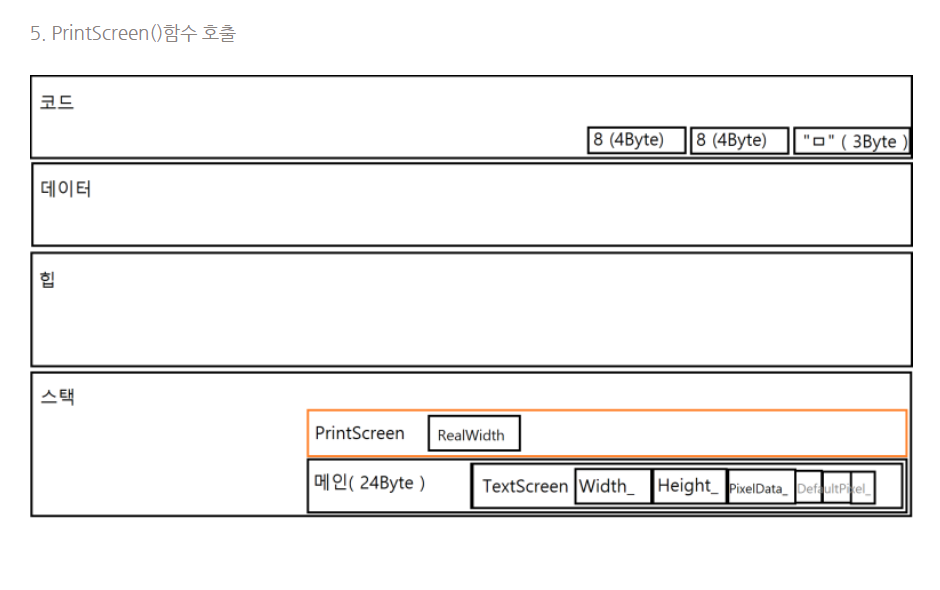 5. PrintScreen()함수 호출
코드
8 (4Byte) 8 (4Byte) "ㅁ" ( 3Byte )
데이터
힙
스택
PrintScreen RealWidth
메인( 24Byte ) TextScreen Width_ Height_ PixelData_ DefaultPixel_